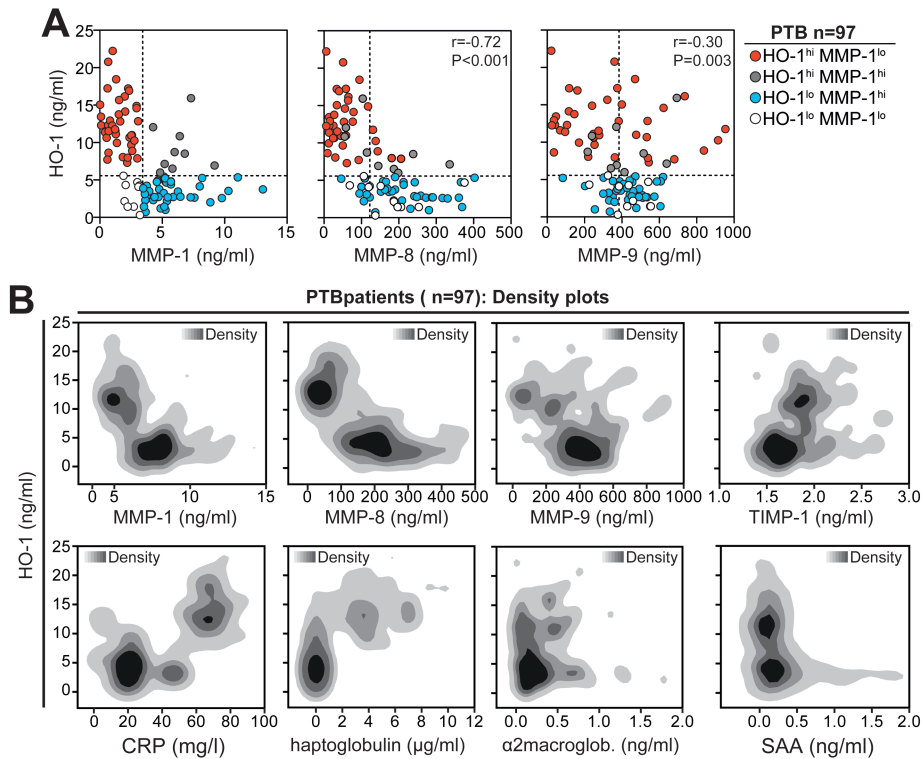 A
PTB n=97
HO-1hi MMP-1lo
HO-1hi MMP-1hi
HO-1lo MMP-1hi
HO-1lo MMP-1lo
HO-1 (ng/ml)
25
20
15
10
5
0
5 10 15
MMP-1 (ng/ml)
r=-0.72
P<0.001
0 100 200 300 400 500
MMP-8 (ng/ml)
r=-0.30
P=0.003
0 200 400 600 800 1000
MMP-9 (ng/ml)
B
PTBpatients ( n=97): Density plots
HO-1 (ng/ml)
25
20
15
10
5
0
Density
0 5 10 15
MMP-1 (ng/ml)
Density
0 100 200 300 400 500
MMP-8 (ng/ml)
Density
0 200 400 600 800 1000
MMP-9 (ng/ml)
Density
1.0 1.5 2.0 2.5 3.0
TIMP-1 (ng/ml)
25
20
15
10
5
0
Density
0 20 40 60 80 100
CRP (mg/l)
Density
0 2 4 6 8 10 12
haptoglobulin (µg/ml)
Density
0.0 0.5 1.0 1.5 2.0
α2macroglob. (ng/ml)
Density
0.0 0.5 1.0 1.5 2.0
SAA (ng/ml)